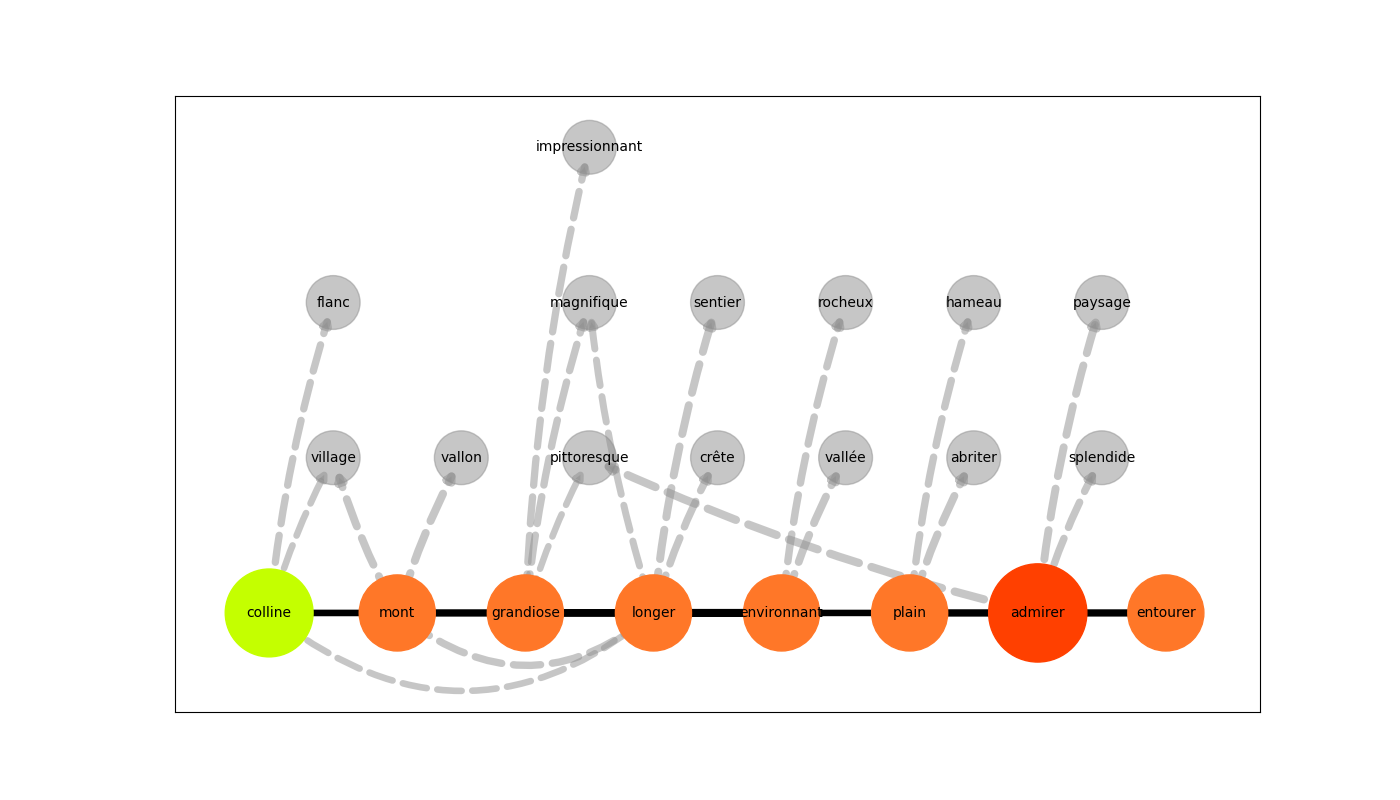 impressionnant
flanc
magnifique
sentier
rocheux
hameau
paysage
village
vallon
pittoresque
crête
vallée
abriter
splendide
colline
mont
grandiose
longer
environnant
plain
admirer
entourer